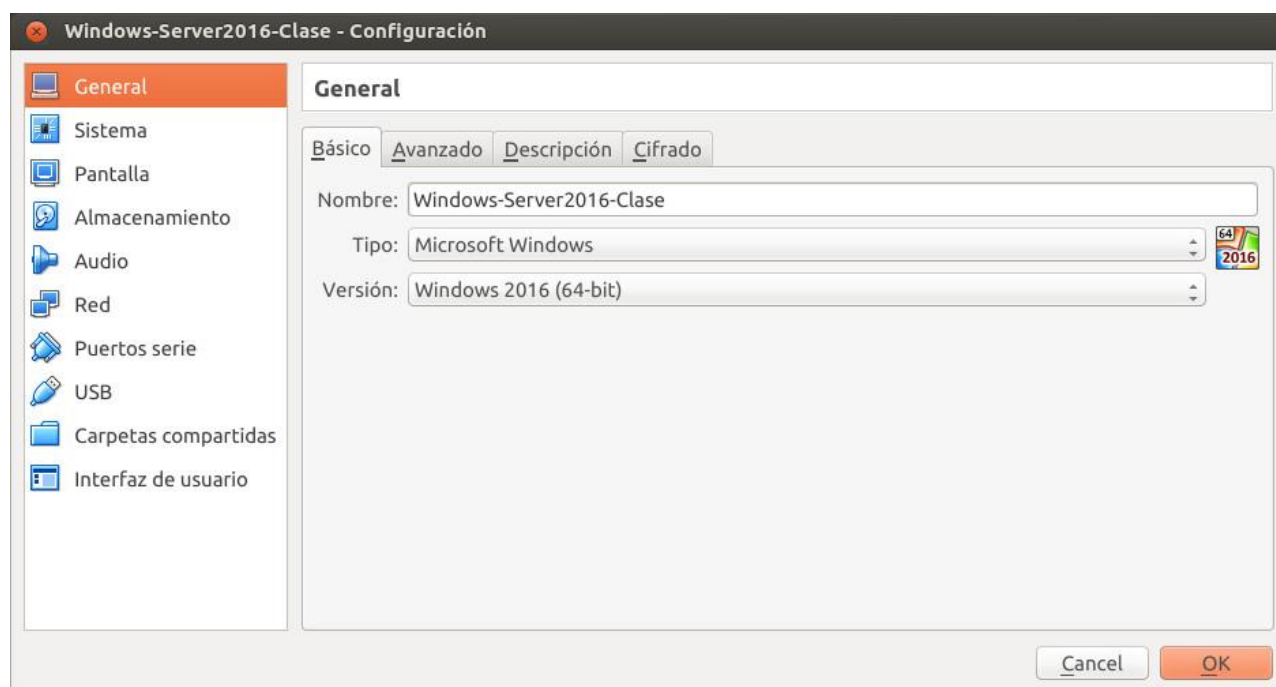 Windows-Server2016-Clase - Configuración
General
Sistema
Pantalla
Almacenamiento
Audio
Red
Puertos serie
USB
Carpetas compartidas
Interfaz de usuario
General
Básico Avanzado Descripción Cifrado
Nombre: Windows-Server2016-Clase
Tipo: Microsoft Windows
64
2016
Versión: Windows 2016 (64-bit)
Cancel OK